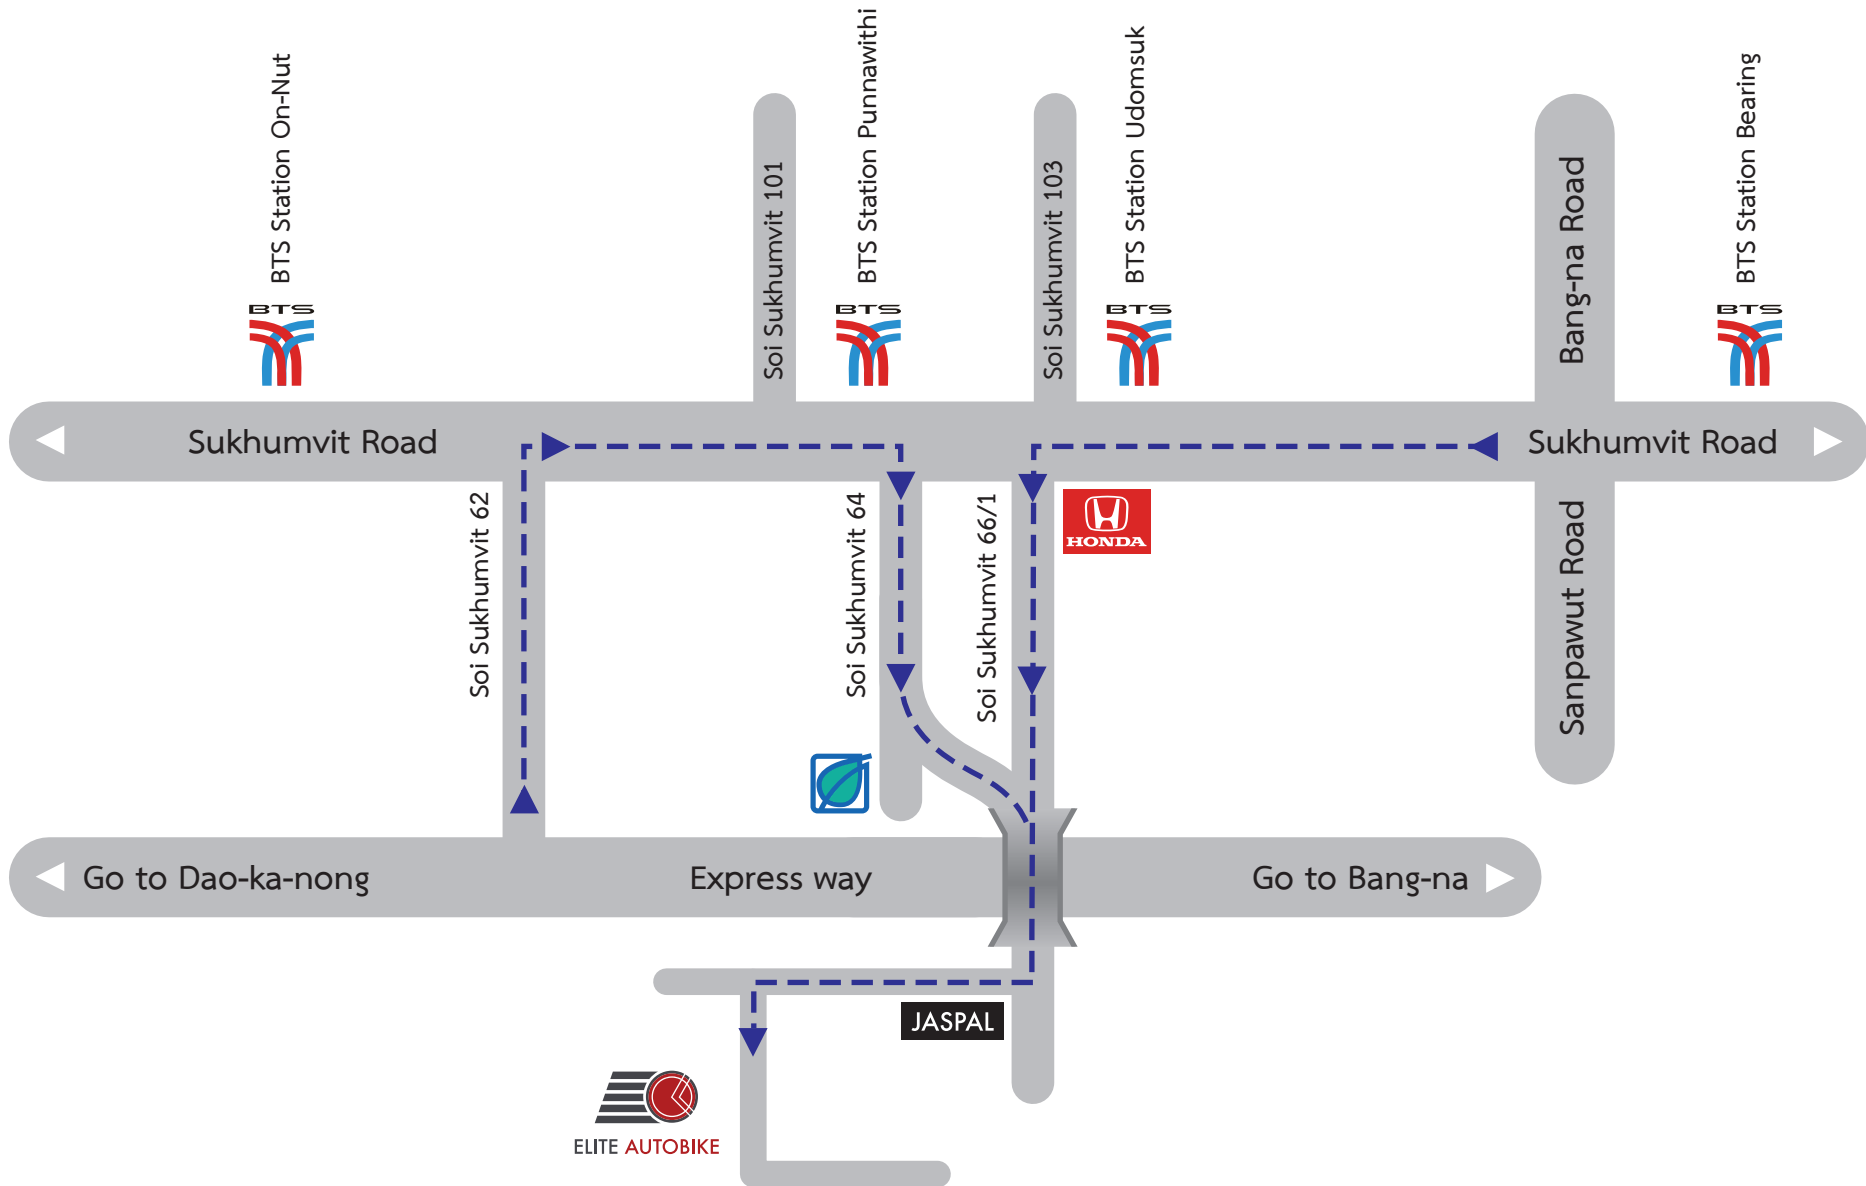 BTS Station On-Nut
BTS
Soi Sukhumvit 101
BTS Station Punnawithi
BTS
Soi Sukhumvit 103
BTS Station Udomsuk
BTS
Bang-na Road
BTS Station Bearing
BTS
Sukhumvit Road
Sukhumvit Road
Soi Sukhumvit 62
Soi Sukhumvit 64
Soi Sukhumvit 66/1
HONDA
Sanpawut Road
Go to Dao-ka-nong
Express way
Go to Bang-na
JASPAL
ELITE AUTOBIKE